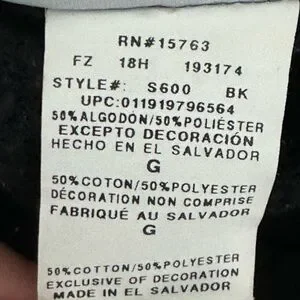 RN#15763
FZ 18H 193174
STYLE#: S600 BK
UPC:011919796564
50%ALGODÓN/50%POLIÉSTER
EXCEPTO DECORACIÓN
HECHO EN EL SALVADOR
G
50%COTON/50%POLYESTER
DÉCORATION NON COMPRISE
FABRIQUÉ AU SALVADOR
G
50%COTTON/50%POLYESTER
EXCLUSIVE OF DECORATION
MADE IN EL SALVADOR